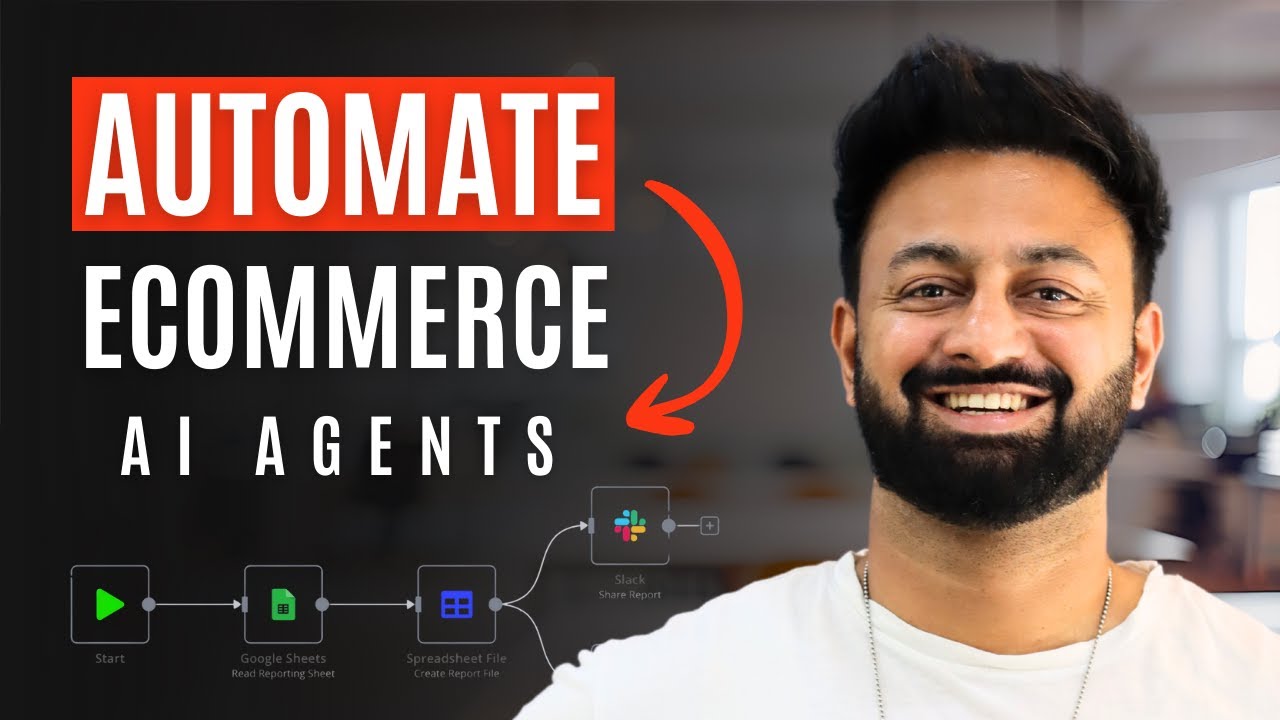 AUTOMATE
ECOMMERCE
AI AGENTS
Slack
Share Report
Start
Google Sheets
Read Reporting Sheet
Spreadsheet File
Create Report File